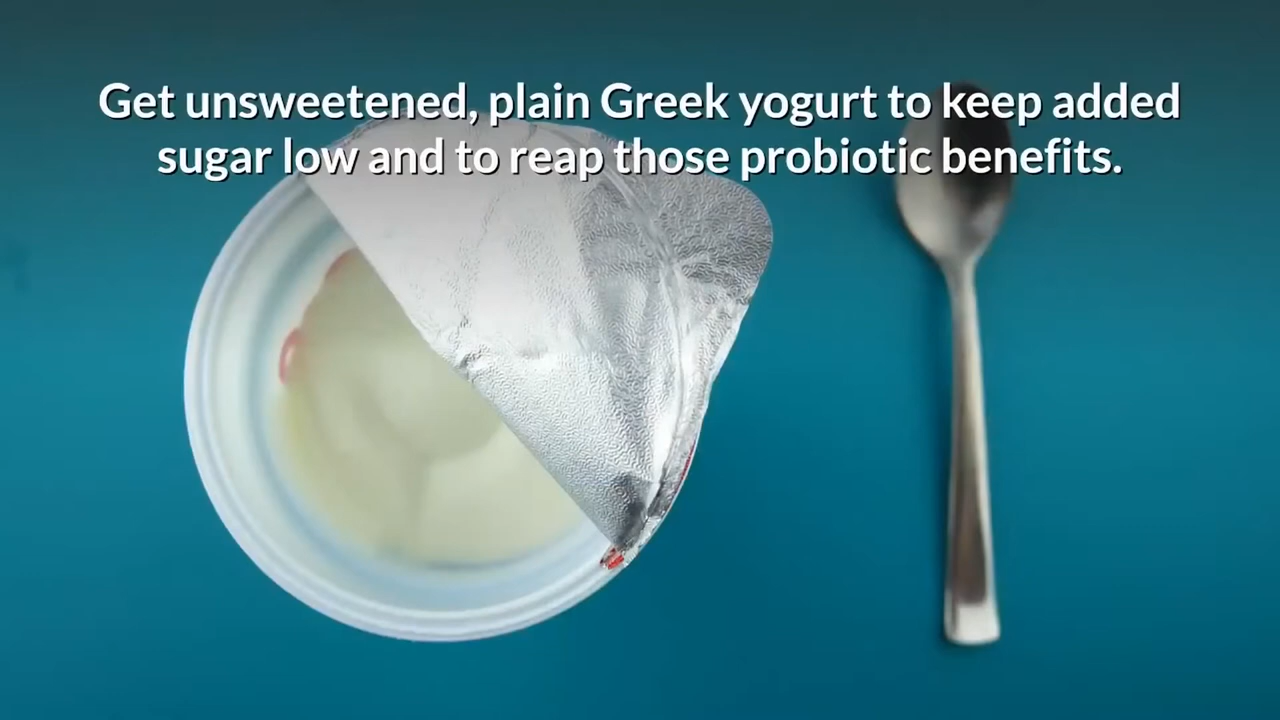 Get unsweetened, plain Greek yogurt to keep added
sugar low and to reap those probiotic benefits.